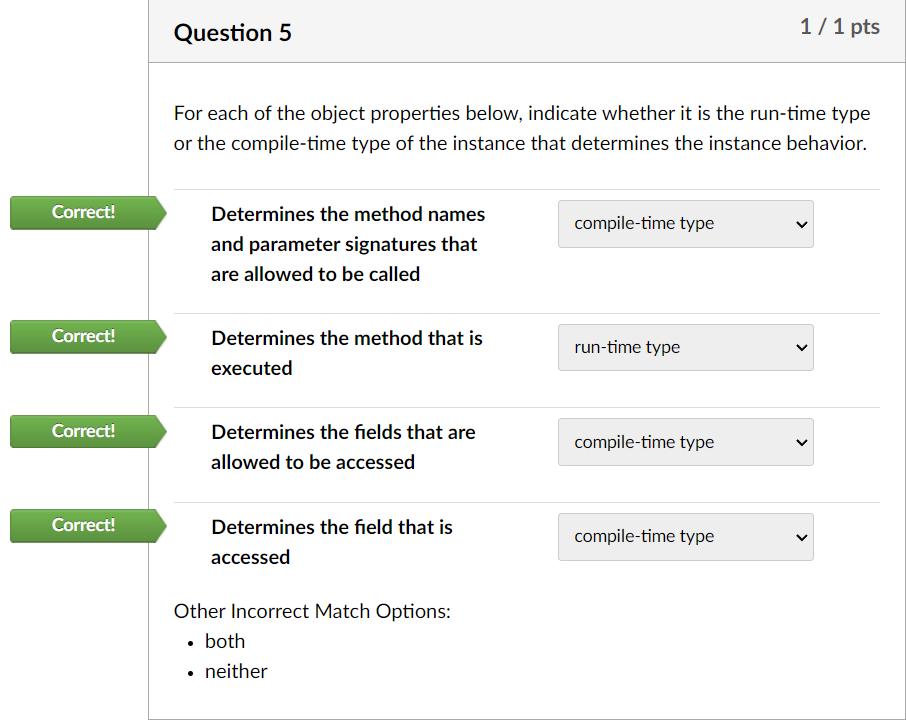 Question 5
1 / 1 pts
For each of the object properties below, indicate whether it is the run-time type
or the compile-time type of the instance that determines the instance behavior.
Correct!
Determines the method names
and parameter signatures that
are allowed to be called
compile-time type
Correct!
Determines the method that is
executed
run-time type
Correct!
Determines the fields that are
allowed to be accessed
compile-time type
Correct!
Determines the field that is
accessed
compile-time type
Other Incorrect Match Options:
• both
• neither